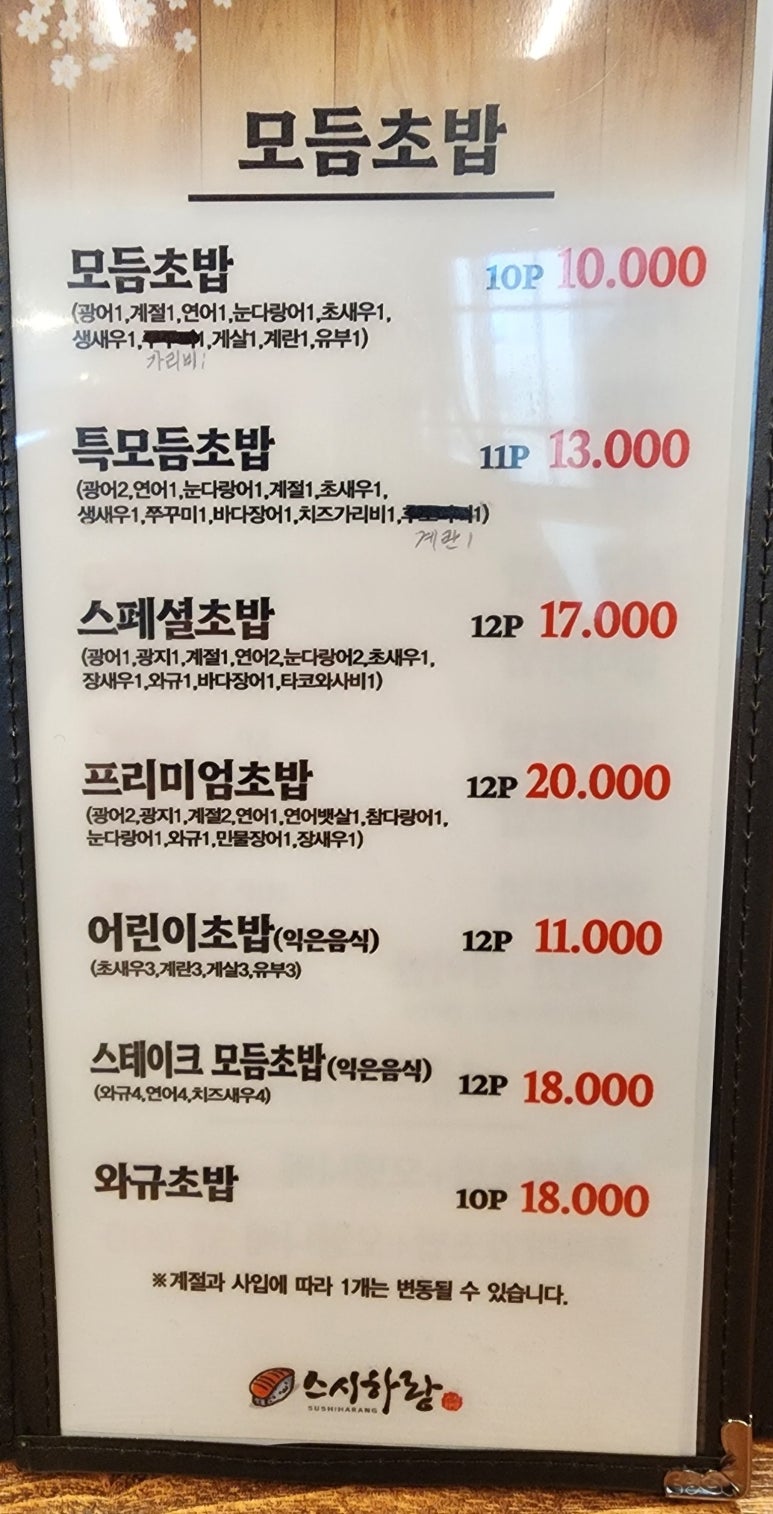 모듬초밥
모듬초밥 10P 10.000
(광어1,계절1,연어1,눈다랑어1,초새우1,
생새우1,1,게살1,계란1,유부1)
가리비1
특모듬초밥 11P 13.000
(광어2,연어1,눈다랑어1,계절1,초새우1,
생새우1,쭈꾸미1,바다장어1,치즈가리비1,1)
계란1
스페셜초밥 12P 17.000
(광어1,광지1,계절1,연어2,눈다랑어2,초새우1,
장새우1,와규1,바다장어1,타코와사비1)
프리미엄초밥 12P 20.000
(광어2,광지1,계절2,연어1,연어뱃살1,참다랑어1,
눈다랑어1,와규1,민물장어1,장새우1)
어린이초밥(익은음식) 12P 11.000
(초새우3,계란3,게살3,유부3)
스테이크 모듬초밥(익은음식) 12P 18.000
(와규4,연어4,치즈새우4)
와규초밥 10P 18.000
※계절과 사입에 따라 1개는 변동될 수 있습니다.
스시하랑
SUSHIHARANG